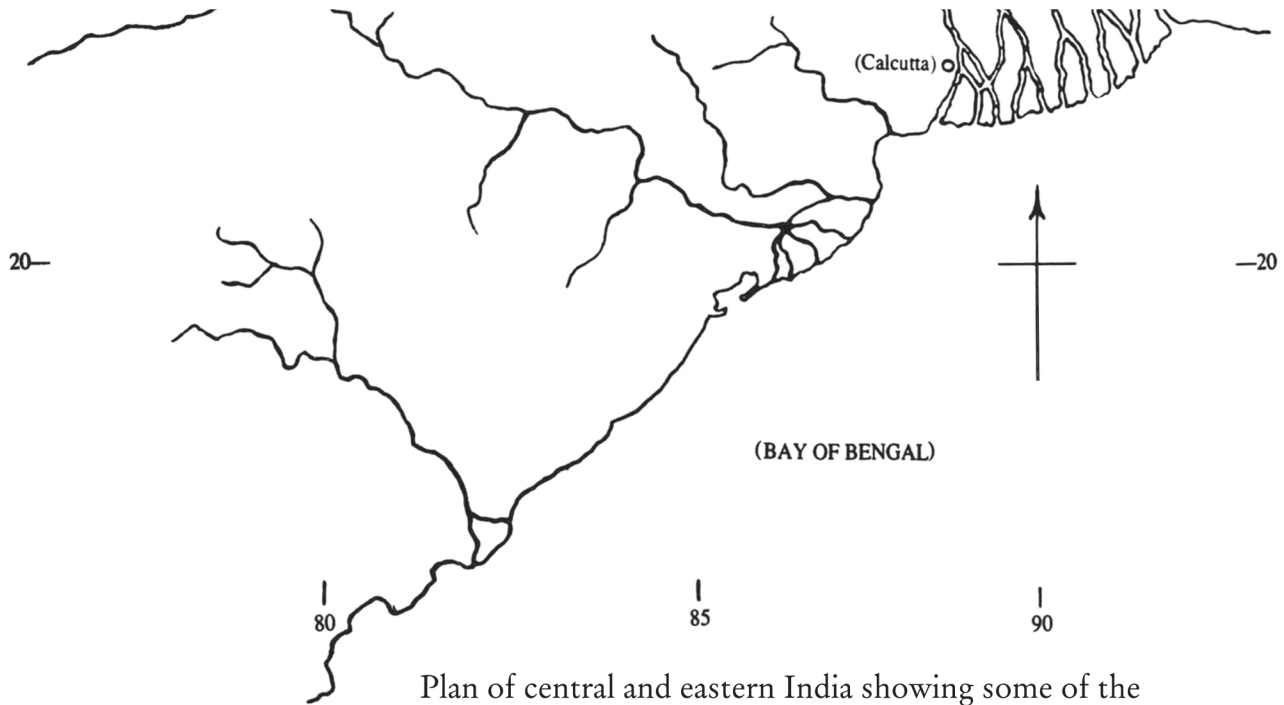 (Calcutta)
20—
—20
(BAY OF BENGAL)
80
85
90
Plan of central and eastern India showing some of the